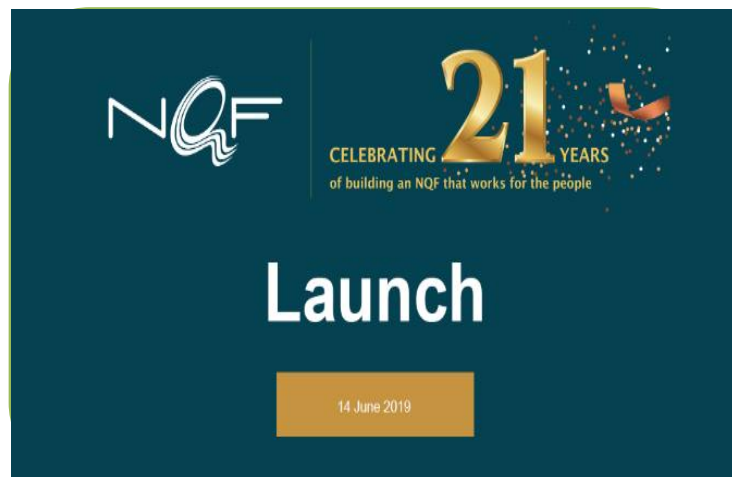 NQF
CELEBRATING 21 YEARS
of building an NQF that works for the people
Launch
14 June 2019